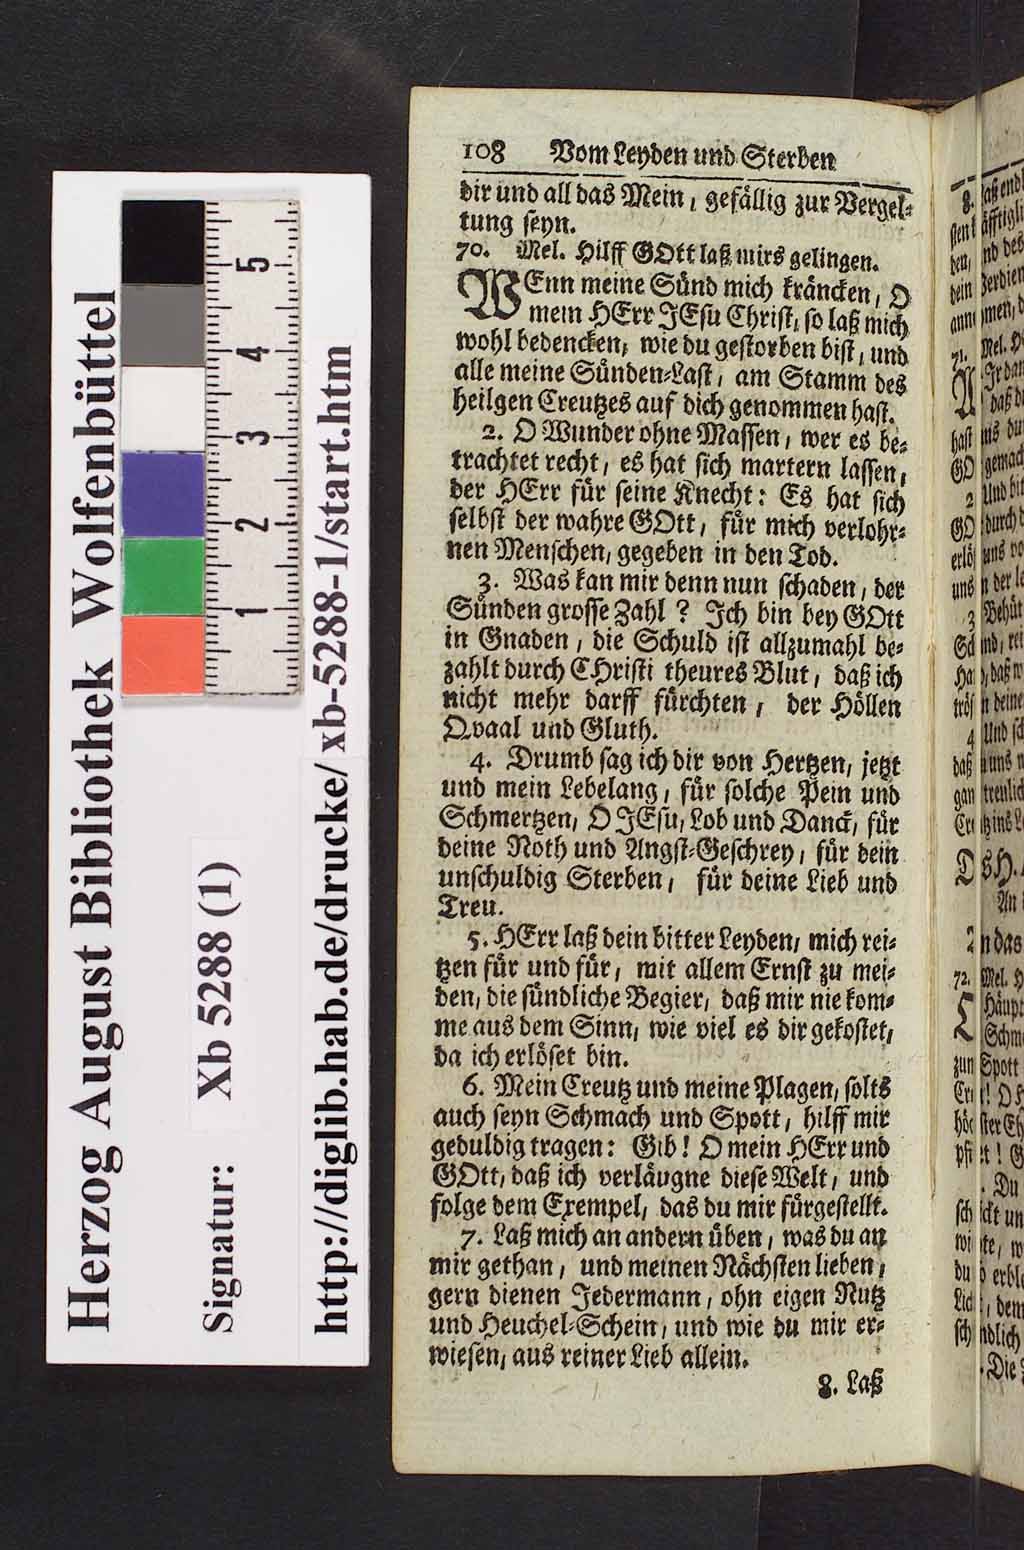 108 Vom Leyden und Sterben
dir und all das Mein, gefällig zur Vergel-
tung seyn.
70. Mel. Hilff GOtt laß mirs gelingen.
WEnn meine Sünd mich kräncken, O
mein HErr JEsu Christ, so laß mich
wohl bedencken, wie du gestorben bist, und
alle meine Sünden-Last, am Stamm des
heilgen Creutzes auf dich genommen hast.
2. O Wunder ohne Massen, wer es be-
trachtet recht, es hat sich martern lassen,
der HErr für seine Knecht: Es hat sich
selbst der wahre GOtt, für mich verlohr-
nen Menschen, gegeben in den Tod.
3. Was kan mir denn nun schaden, der
Sünden grosse Zahl? Ich bin bey GOtt
in Gnaden, die Schuld ist allzumahl be-
zahlt durch CHristi theures Blut, daß ich
nicht mehr darff fürchten, der Höllen
Qvaal und Gluth.
4. Drumb sag ich dir von Hertzen, jetzt
und mein Lebelang, für solche Pein und
Schmertzen, O JEsu, Lob und Danck, für
deine Noth und Angst-Geschrey, für dein
unschuldig Sterben, für deine Lieb und
Treu.
5. HErr laß dein bitter Leyden, mich rei-
tzen für und für, mit allem Ernst zu mei-
den, die sündliche Begier, daß mir nie kom-
me aus dem Sinn, wie viel es dir gekostet,
da ich erlöset bin.
6. Mein Creutz und meine Plagen, solts
auch seyn Schmach und Spott, hilff mir
geduldig tragen: Gib! O mein HErr und
GOtt, daß ich verläugne diese Welt, und
folge dem Exempel, das du mir fürgestellt.
7. Laß mich an andern üben, was du an
mir gethan, und meinen Nächsten lieben,
gern dienen Jedermann, ohn eigen Nutz
und Heuchel-Schein, und wie du mir er-
wiesen, aus reiner Lieb allein.
8. Laß
Herzog August Bibliothek Wolfenbüttel
Signatur: Xb 5288 (1)
http://diglib.hab.de/drucke/xb-5288-1/start.htm
5
4
3
2
1